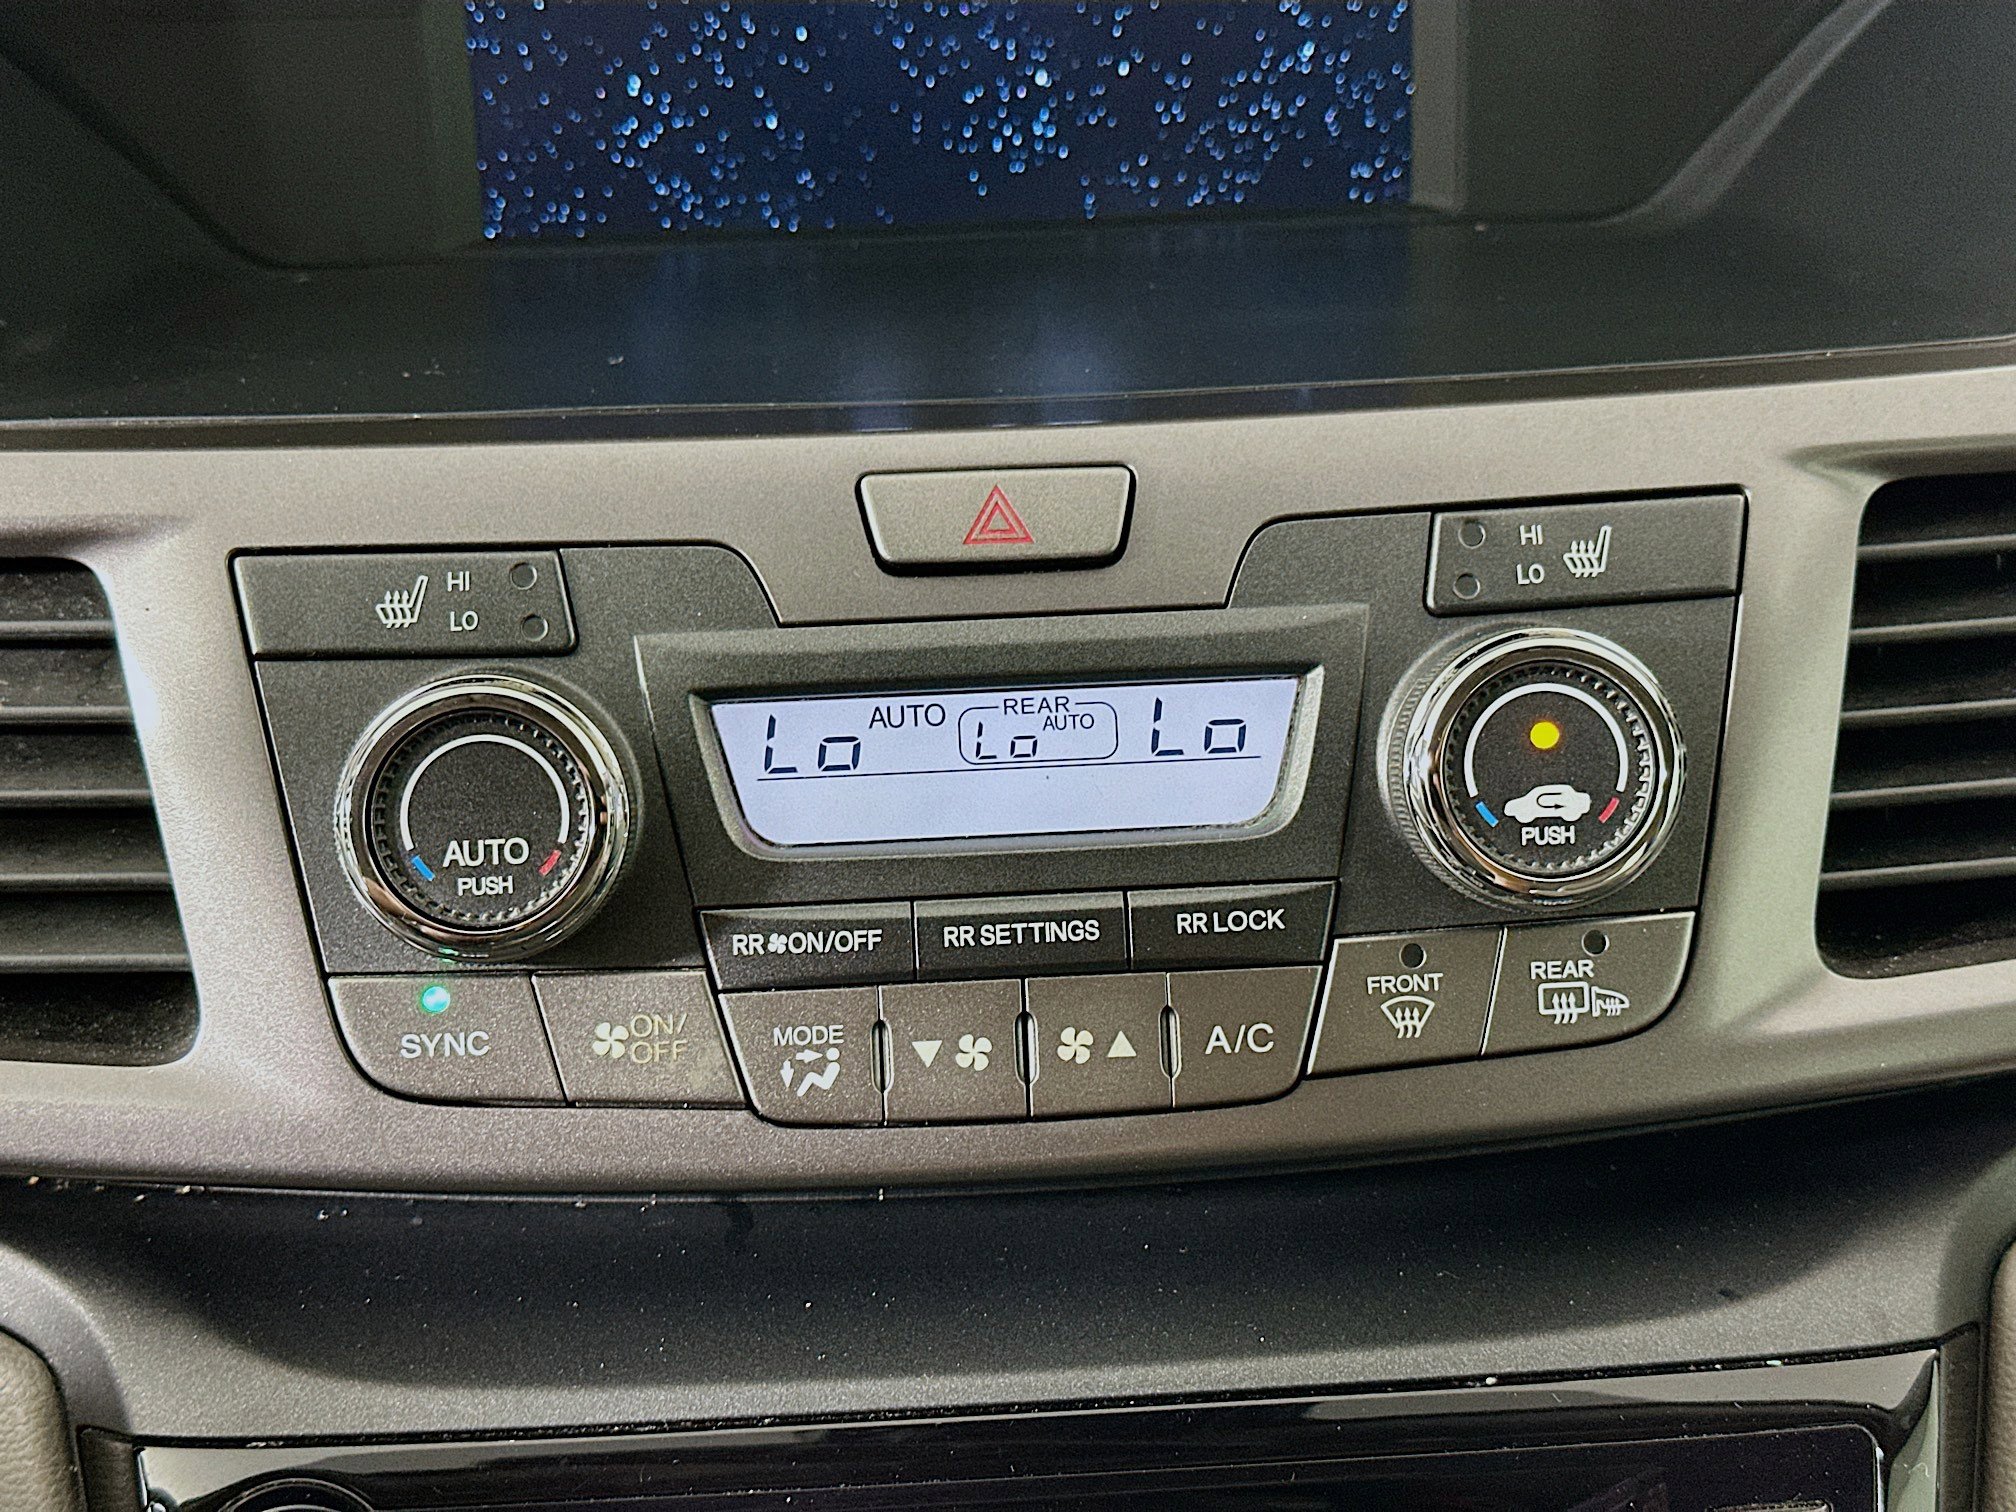 HI
LO
HI
LO
Lo AUTO REAR Lo AUTO Lo
AUTO
PUSH
PUSH
RR ON/OFF
RR SETTINGS
RR LOCK
SYNC
ON/
OFF
MODE
A/C
FRONT
REAR